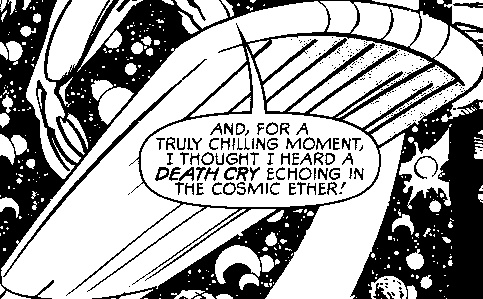 AND, FOR A
TRULY CHILLING MOMENT,
I THOUGHT I HEARD A
DEATH CRY ECHOING IN
THE COSMIC ETHER!